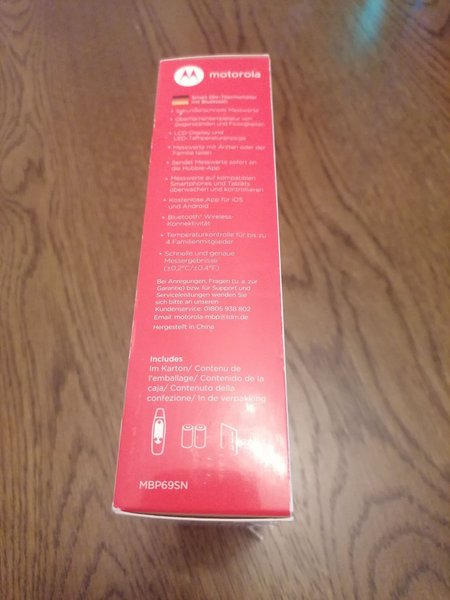 motorola
Smart Ohr-Thermometer
mit Bluetooth
• Sekundenschnelle Messwerte
• Oberflächentemperatur von
Gegenständen und Flüssigkeiten
• LCD-Display und
LED-Temperaturanzeige
• Messwerte mit Ärzten oder der
Familie teilen
• Sendet Messwerte sofort an
die Hubble-App
• Messwerte auf kompatiblen
Smartphones und Tablets
überwachen und kontrollieren
• Kostenlose App für iOS
und Android
• Bluetooth® Wireless-
Konnektivität
• Temperaturkontrolle für bis zu
4 Familienmitglieder
• Schnelle und genaue
Messergebnisse
(±0,2°C/±0.4°F)
Bei Anregungen, Fragen (u. a. zur
Garantie) bzw. für Support und
Serviceleistungen wenden Sie
sich bitte an unseren
Kundenservice: 01805 938 802
Email: motorola-mbp@tdm.de
Hergestellt in China
Includes
Im Karton/ Contenu de
l'emballage/ Contenido de la
caja/ Contenuto della
confezione/ In de verpakking
MBP69SN